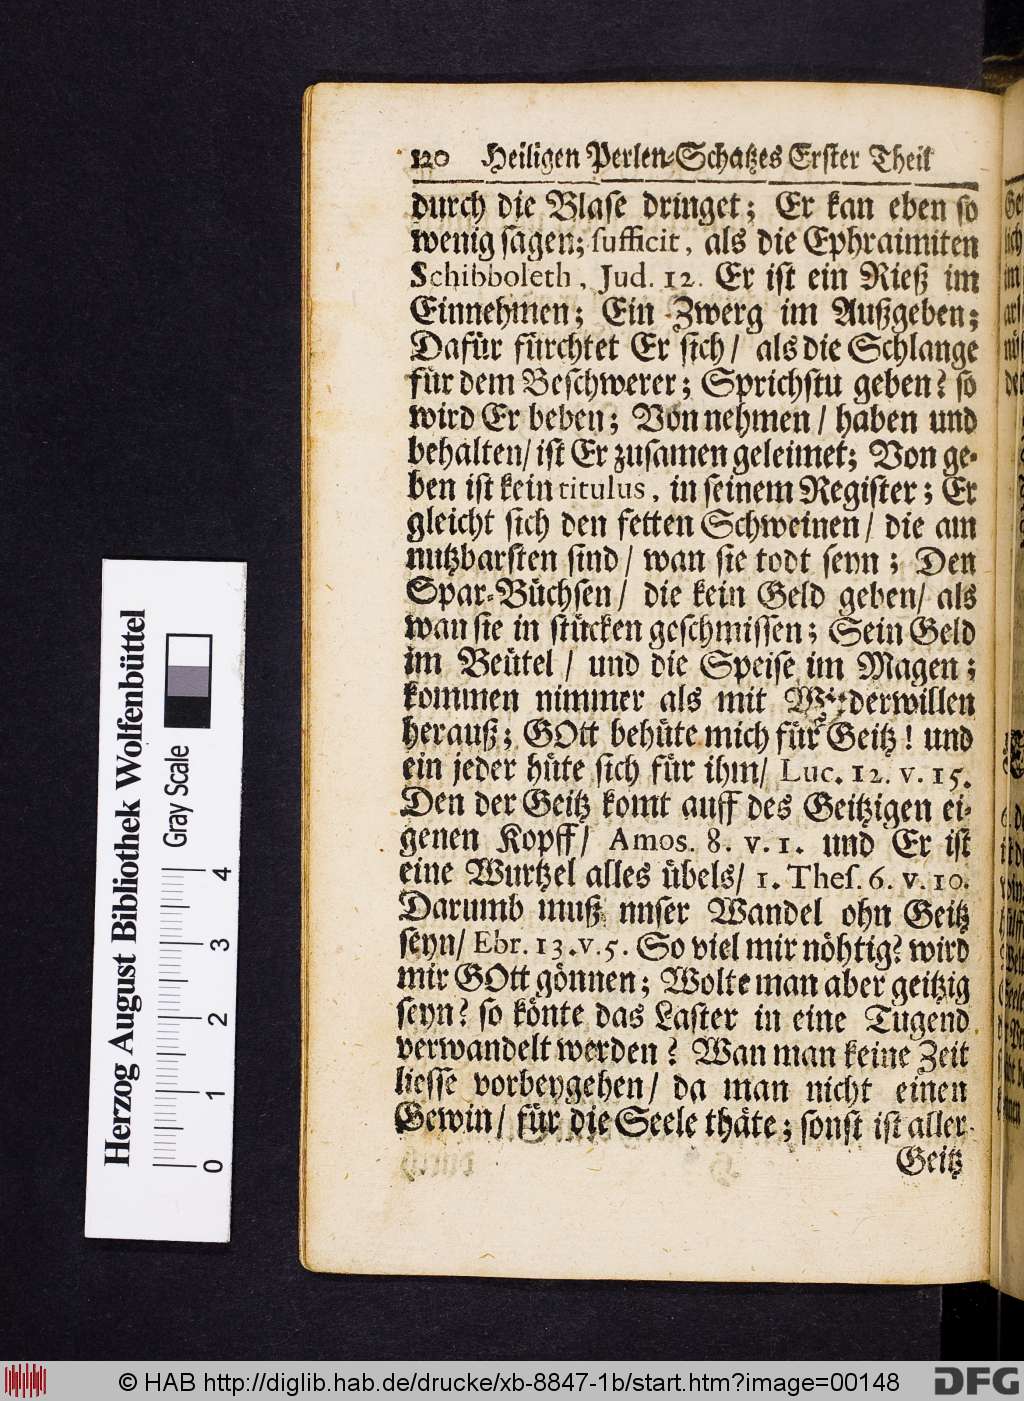 120 Heiligen Perlen-Schatzes Erster Theil
durch die Blase dringet; Er kan eben so
wenig sagen; sufficit, als die Ephraimiten
Schibboleth, Jud. 12. Er ist ein Rieß im
Einnehmen; Ein Zwerg im Außgeben;
Dafür fürchtet Er sich/ als die Schlange
für dem Beschwerer; Sprichstu geben? so
wird Er beben; Von nehmen/ haben und
behalten/ ist Er zusamen geleimet; Von ge-
ben ist kein titulus, in seinem Register; Er
gleicht sich den fetten Schweinen/ die am
nutzbarsten sind/ wan sie todt seyn; Den
Spar-Büchsen/ die kein Geld geben/ als
wan sie in stücken geschmissen; Sein Geld
im Beütel/ und die Speise im Magen;
kommen nimmer als mit Wiederwillen
herauß; GOtt behüte mich für Geitz! und
ein jeder hüte sich für ihm/ Luc. 12. v. 15.
Den der Geitz komt auff des Geitzigen ei-
genen Kopff/ Amos. 8. v. 1. und Er ist
eine Wurtzel alles übels/ 1. Thes. 6. v. 10.
Darumb muß unser Wandel ohn Geitz
seyn/ Ebr. 13. v. 5. So viel mir nöhtig? wird
mir GOtt gönnen; Wolte man aber geitzig
seyn? so könte das Laster in eine Tugend
verwandelt werden? Wan man keine Zeit
liesse vorbeygehen/ da man nicht einen
Gewin/ für die Seele thäte; sonst ist aller
Geitz
Herzog August Bibliothek Wolfenbüttel
Gray Scale
0 1 2 3 4
© HAB http://diglib.hab.de/drucke/xb-8847-1b/start.htm?image=00148
DFG